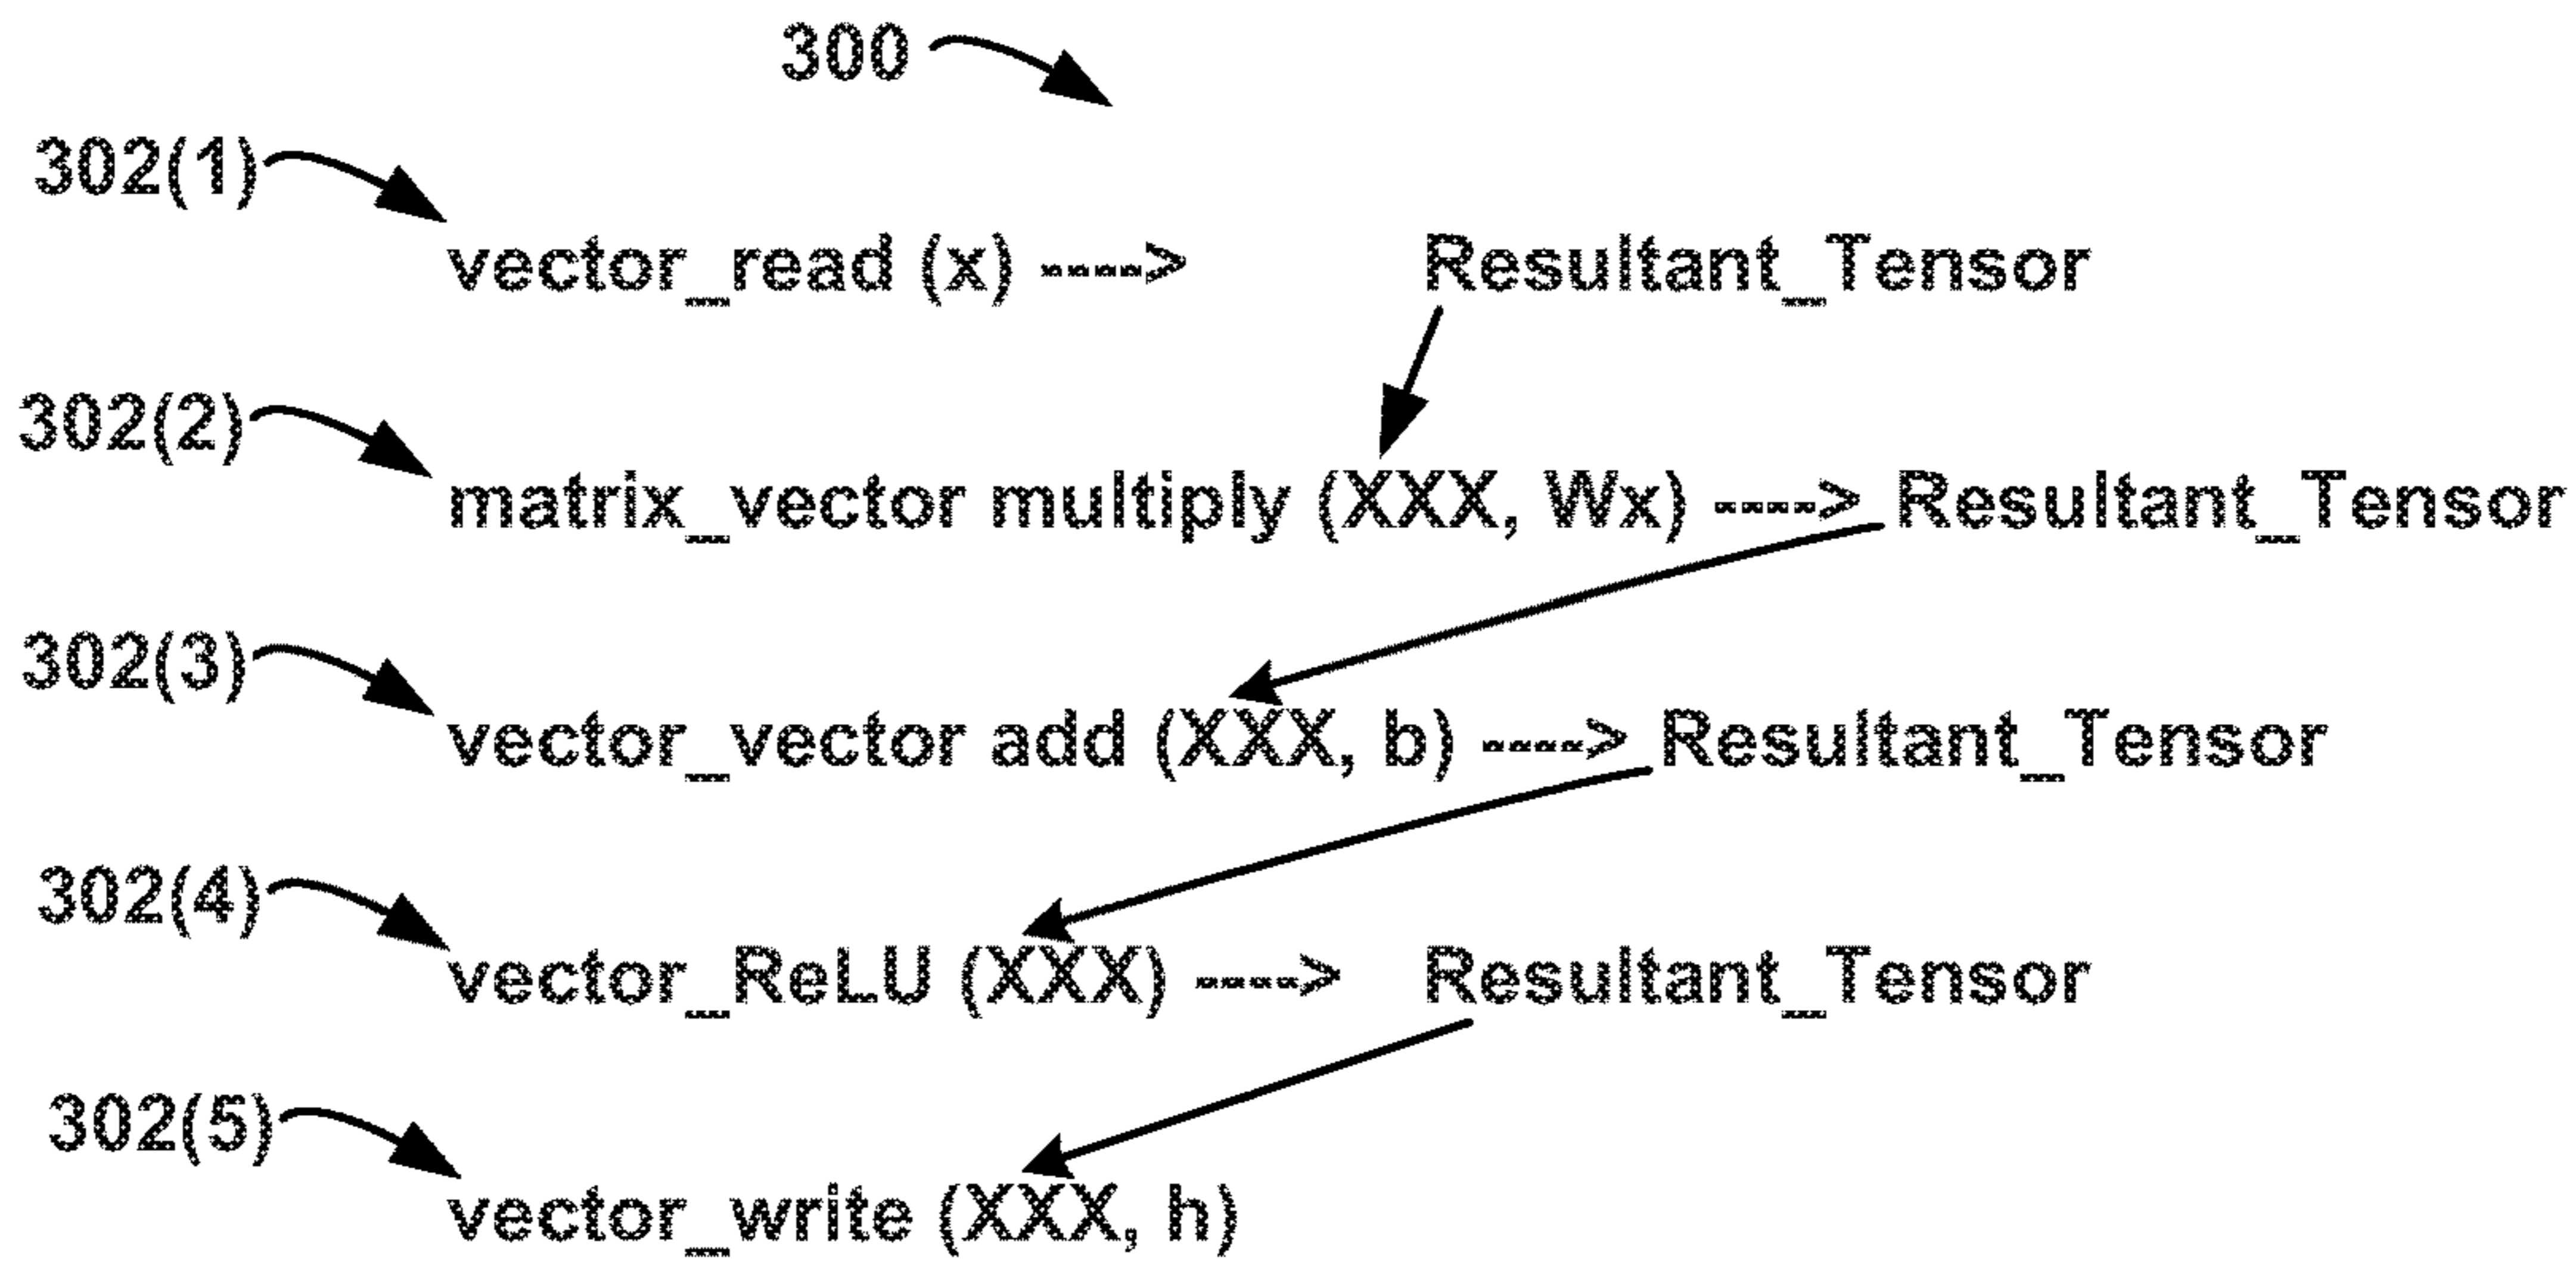 300
302(1)
vector_read (x) ----> Resultant_Tensor
302(2)
matrix_vector multiply (XXX, Wx) ----> Resultant_Tensor
302(3)
vector_vector add (XXX, b) ----> Resultant_Tensor
302(4)
vector_ReLU (XXX) ----> Resultant_Tensor
302(5)
vector_write (XXX, h)